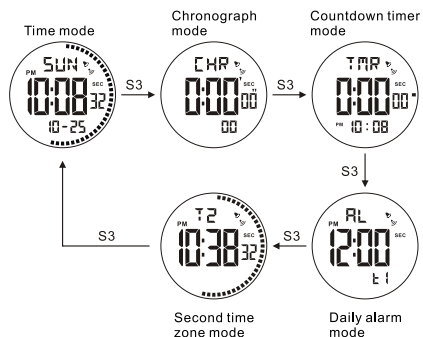 Time mode
SUN
PM
10:08
SEC
32
10-25
S3
Chronograph
mode
CHR
0:00
SEC
00
00
S3
Countdown timer
mode
TMR
0:00
SEC
00
PM 10:08
S3
Daily alarm
mode
AL
PM
12:00
SEC
t1
S3
Second time
zone mode
T2
PM
10:38
SEC
32
S3